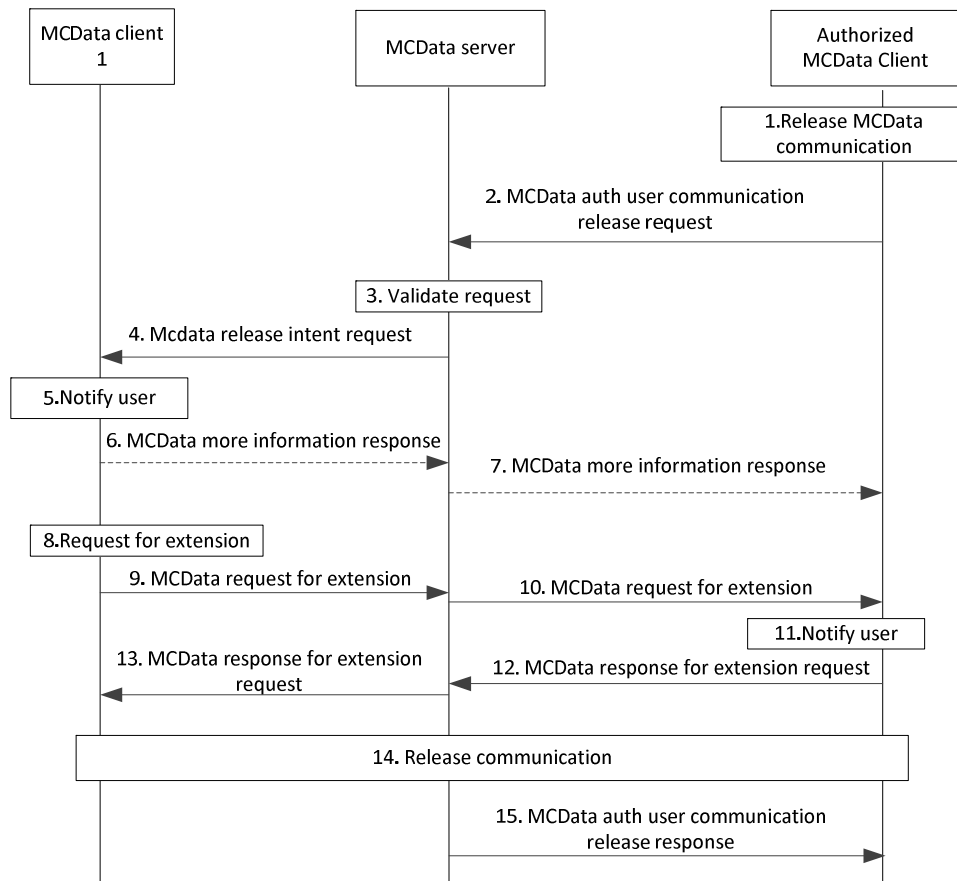 MCData client
1
MCData server
Authorized
MCData Client
1.Release MCData
communication
2. MCData auth user communication
release request
3. Validate request
4. Mcdata release intent request
5.Notify user
6. MCData more information response
7. MCData more information response
8.Request for extension
9. MCData request for extension
10. MCData request for extension
11.Notify user
12. MCData response for extension request
13. MCData response for extension
request
14. Release communication
15. MCData auth user communication
release response